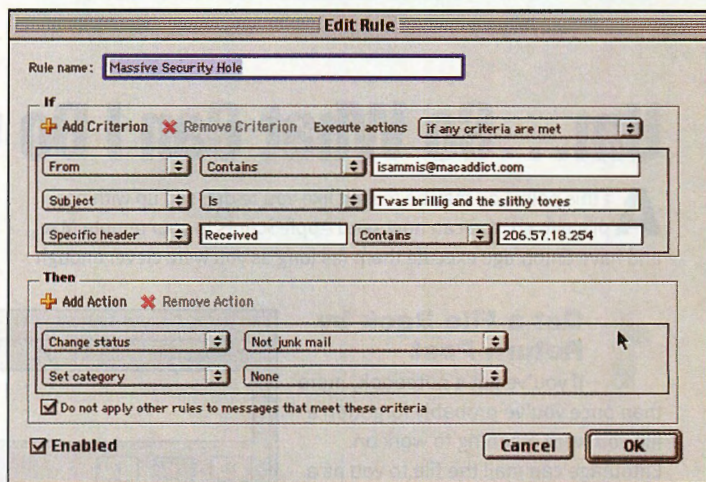 Edit Rule
Rule name: Massive Security Hole
If
Add Criterion Remove Criterion Execute actions if any criteria are met
From Contains isammis@macaddict.com
Subject Is Twas brillig and the slithy toves
Specific header Received Contains 206.57.18.254
Then
Add Action Remove Action
Change status Not junk mail
Set category None
Do not apply other rules to messages that meet these criteria
Enabled Cancel OK